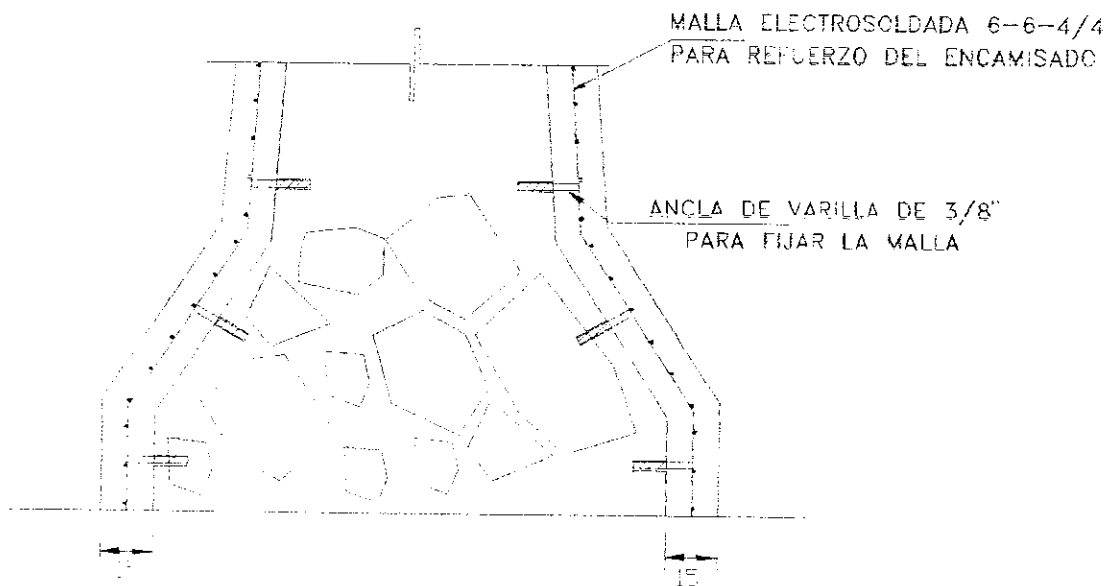 MALLA ELECTROSOLDADA 6-6-4/4
PARA REFUERZO DEL ENCAMISADO
ANCLA DE VARILLA DE 3/8"
PARA FIJAR LA MALLA
15